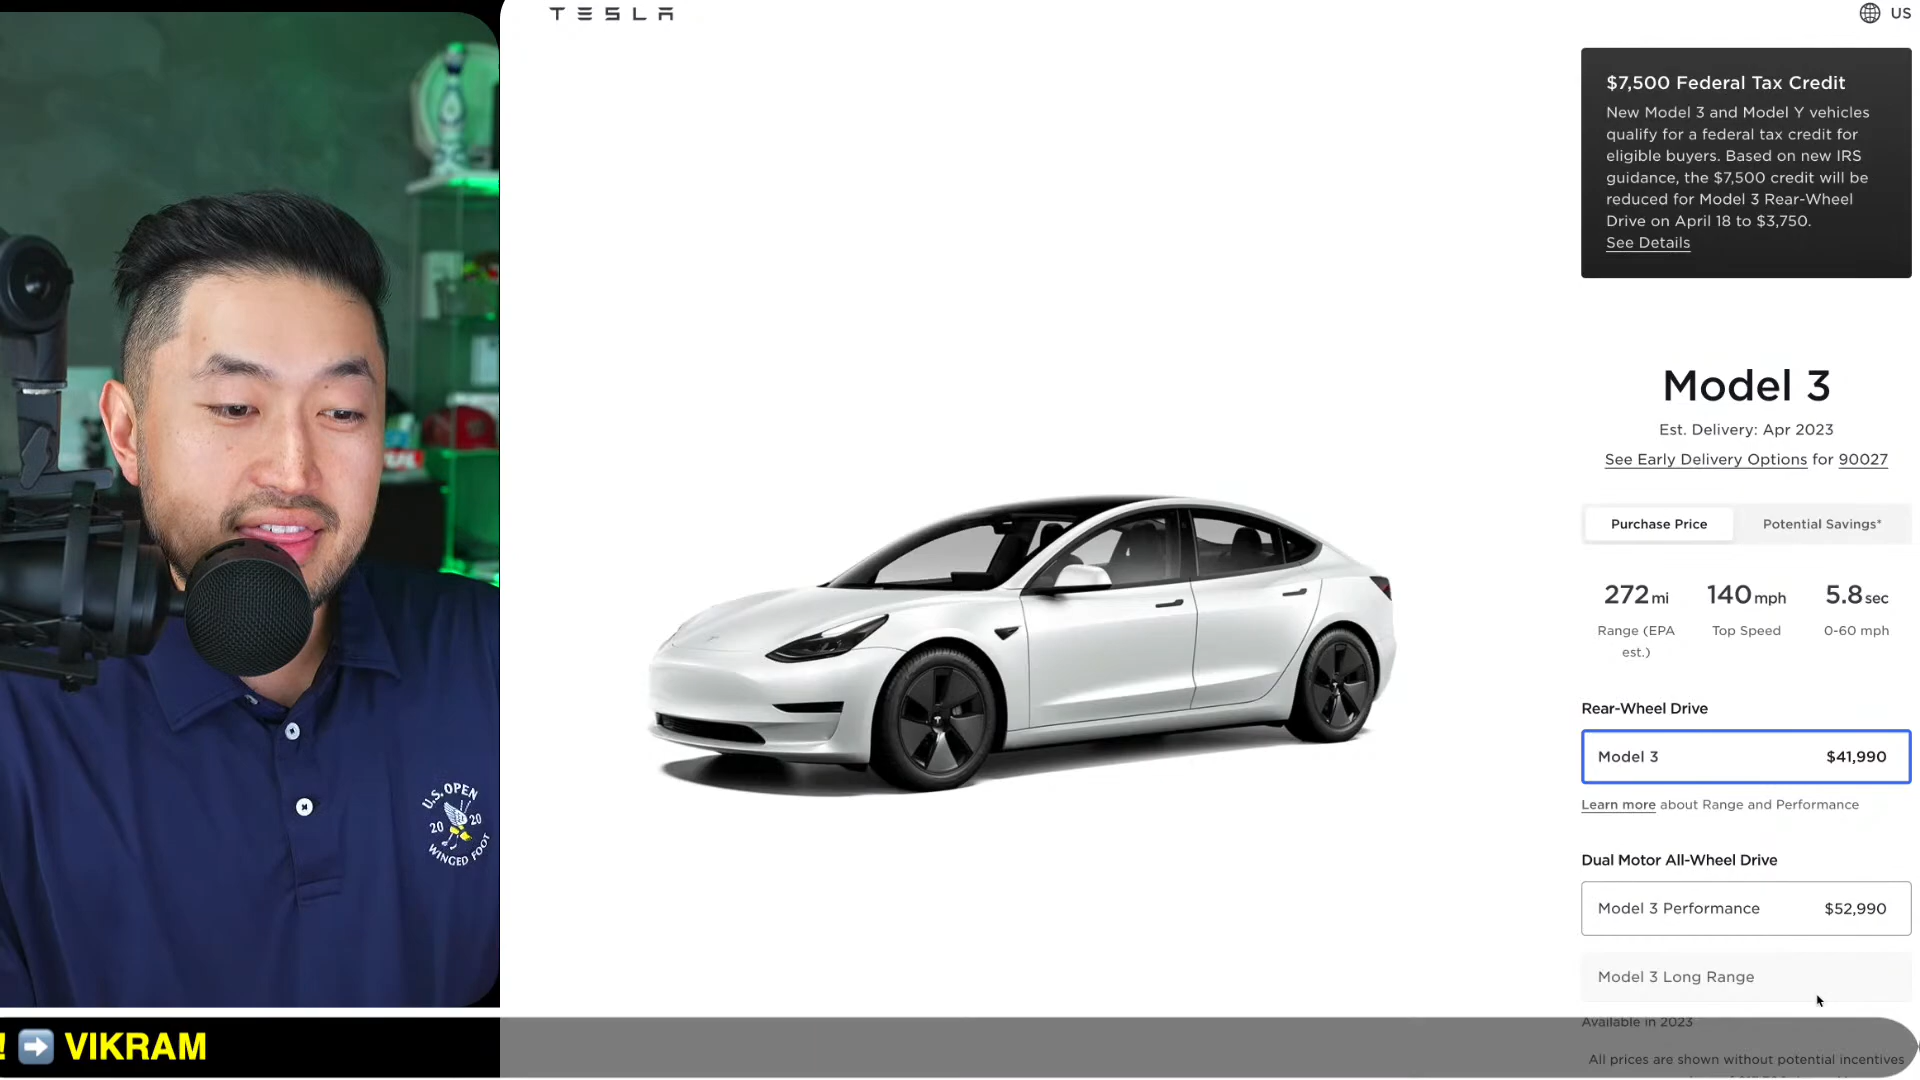 TESLA
US
$7,500 Federal Tax Credit
New Model 3 and Model Y vehicles
qualify for a federal tax credit for
eligible buyers. Based on new IRS
guidance, the $7,500 credit will be
reduced for Model 3 Rear-Wheel
Drive on April 18 to $3,750.
See Details
Model 3
Est. Delivery: Apr 2023
See Early Delivery Options for 90027
Purchase Price
Potential Savings*
272 mi
Range (EPA
est.)
140 mph
Top Speed
5.8 sec
0-60 mph
Rear-Wheel Drive
Model 3 $41,990
Learn more about Range and Performance
Dual Motor All-Wheel Drive
Model 3 Performance $52,990
Model 3 Long Range
Available in 2023
All prices are shown without potential incentives
U.S. OPEN
20 20
WINGED FOOT
! ➡️ VIKRAM